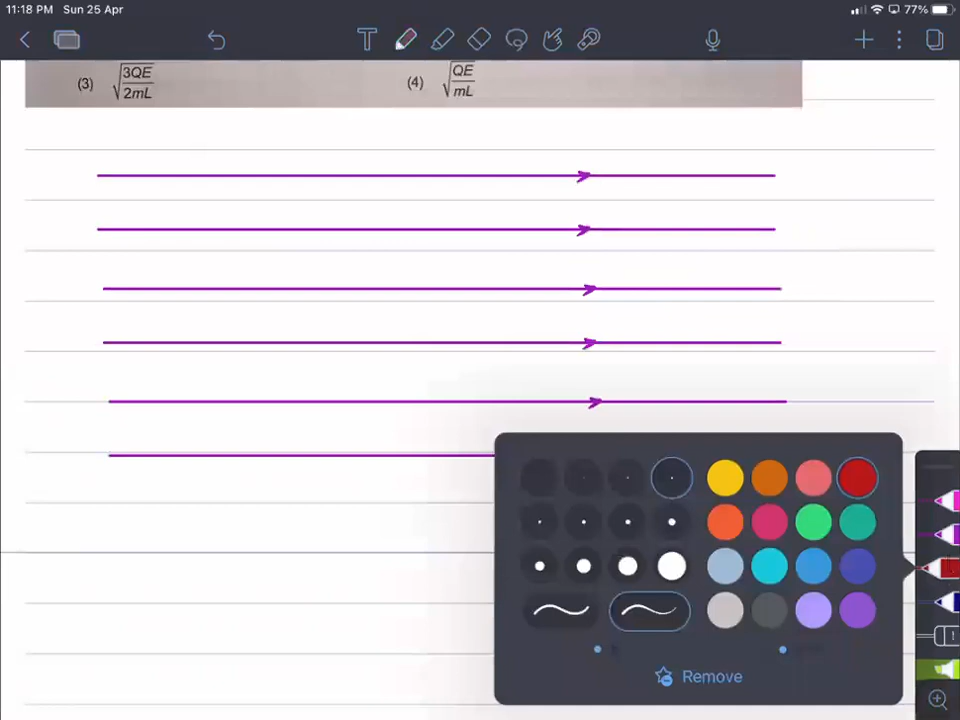 11:18 PM Sun 25 Apr 77%
T
(3) √(3QE/2mL) (4) √(QE/mL)
Remove